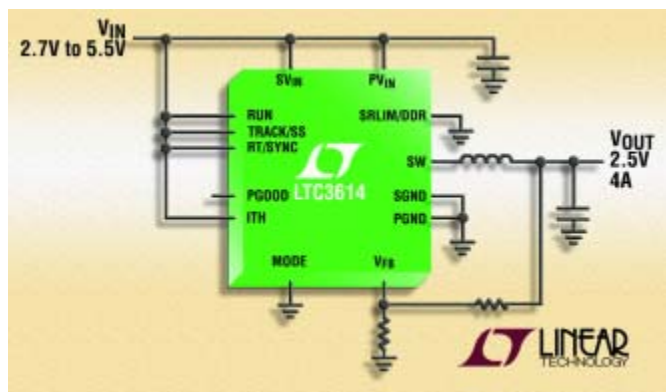 VIN
2.7V to 5.5V
SVIN
PVIN
RUN
TRACK/SS
RT/SYNC
PGOOD
ITH
SRLIM/DDR
SW
SGND
PGND
LTC3614
MODE
VFB
VOUT
2.5V
4A
LINEAR
TECHNOLOGY